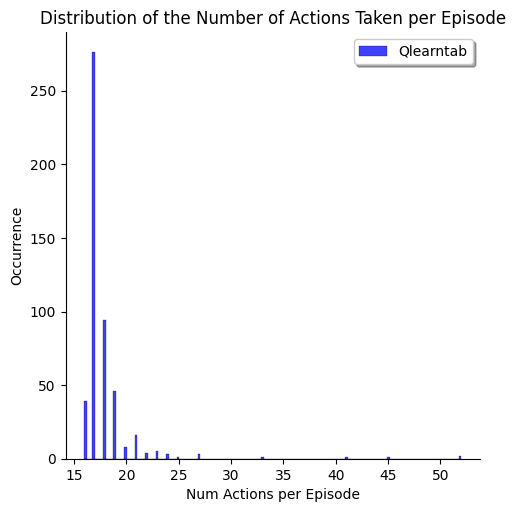 Distribution of the Number of Actions Taken per Episode
Qlearntab
Occurrence
250
200
150
100
50
0
15 20 25 30 35 40 45 50
Num Actions per Episode